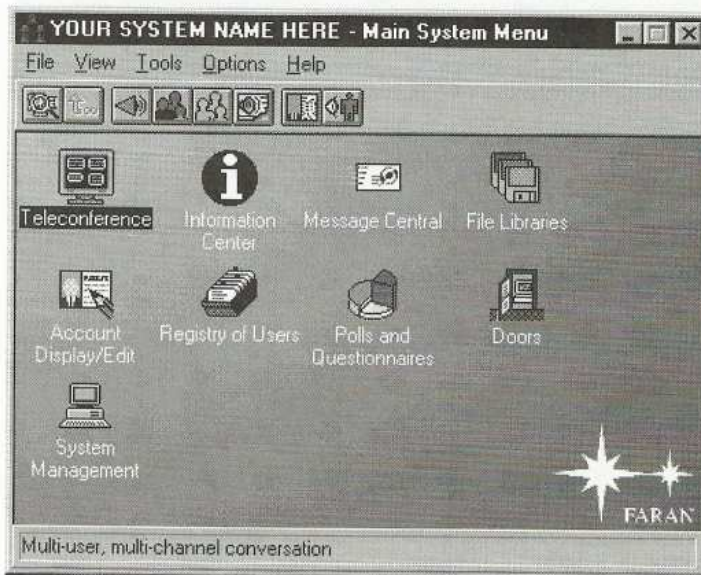 YOUR SYSTEM NAME HERE - Main System Menu
File View Tools Options Help
Teleconference
Information
Center
Message Central
File Libraries
Account
Display/Edit
Registry of Users
Polls and
Questionnaires
Doors
System
Management
FARAN
Multi-user, multi-channel conversation